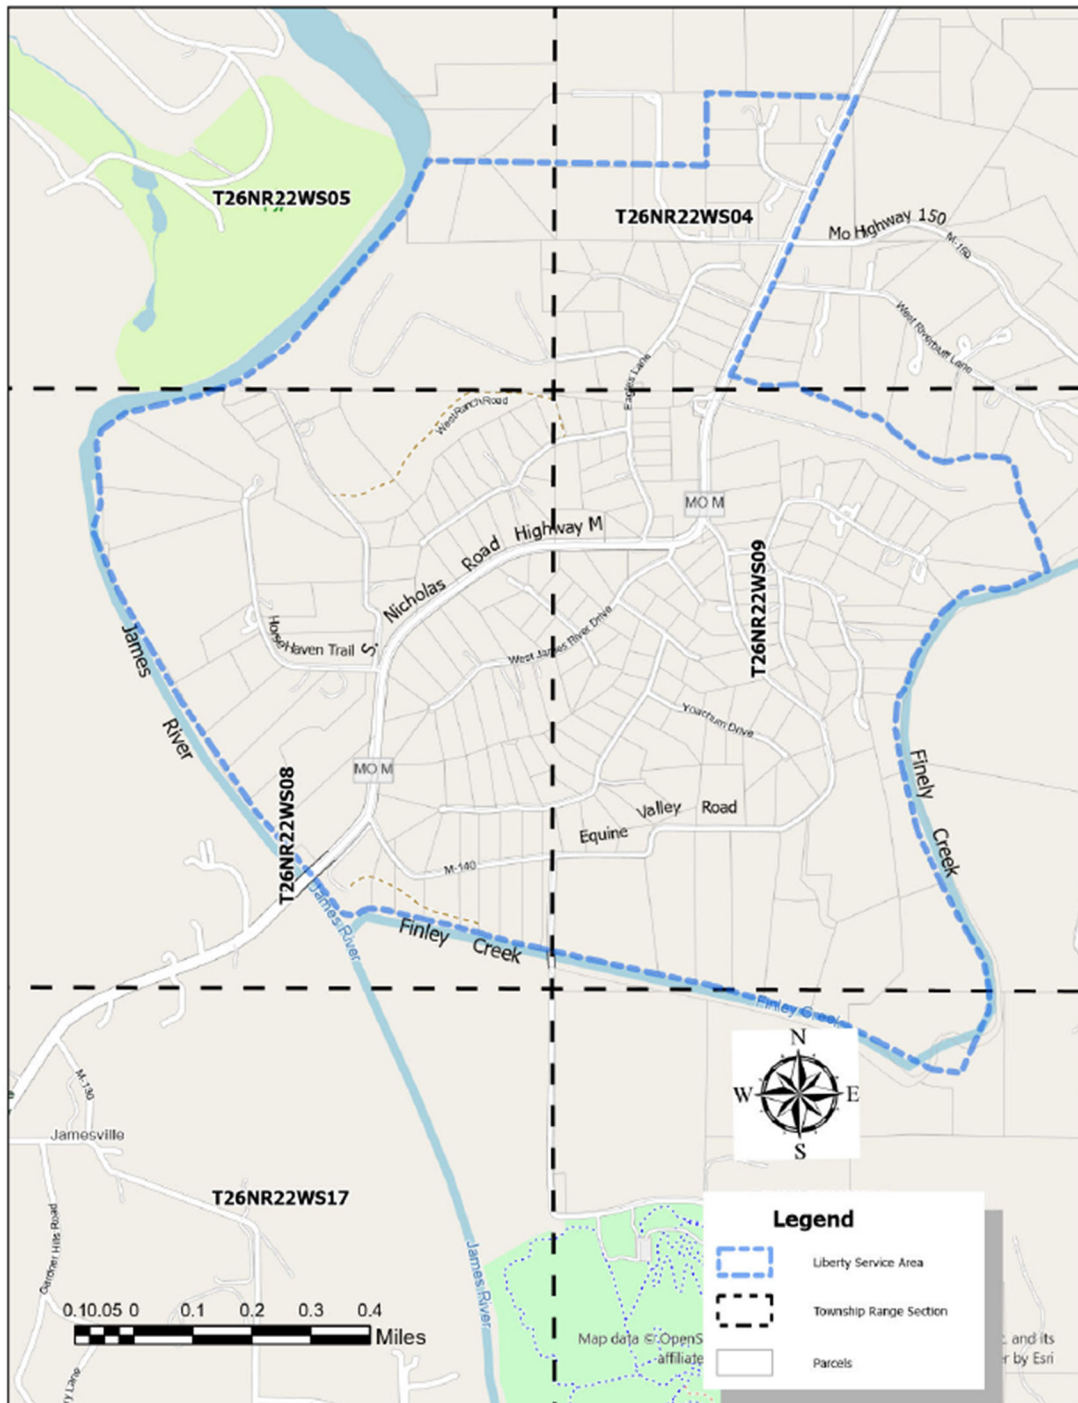 T26NR22WS05
T26NR22WS04
Mo Highway 150
West Riverbluff Lane
Eagles Lane
West Ranch Road
MO M
S. Nicholas Road Highway M
T26NR22WS09
West James River Drive
Horse Haven Trail
James River
Yoachum Drive
Finely Creek
MO M
T26NR22WS08
Equine Valley Road
M-140
James River
Finley Creek
Finley Creek
N
W E
S
M-130
Jamesville
T26NR22WS17
Gardner Hills Road
James River
Legend
Liberty Service Area
Township Range Section
Parcels
0.10.05 0 0.1 0.2 0.3 0.4
Miles
Map data © OpenS
and its
affiliate
r by Esri